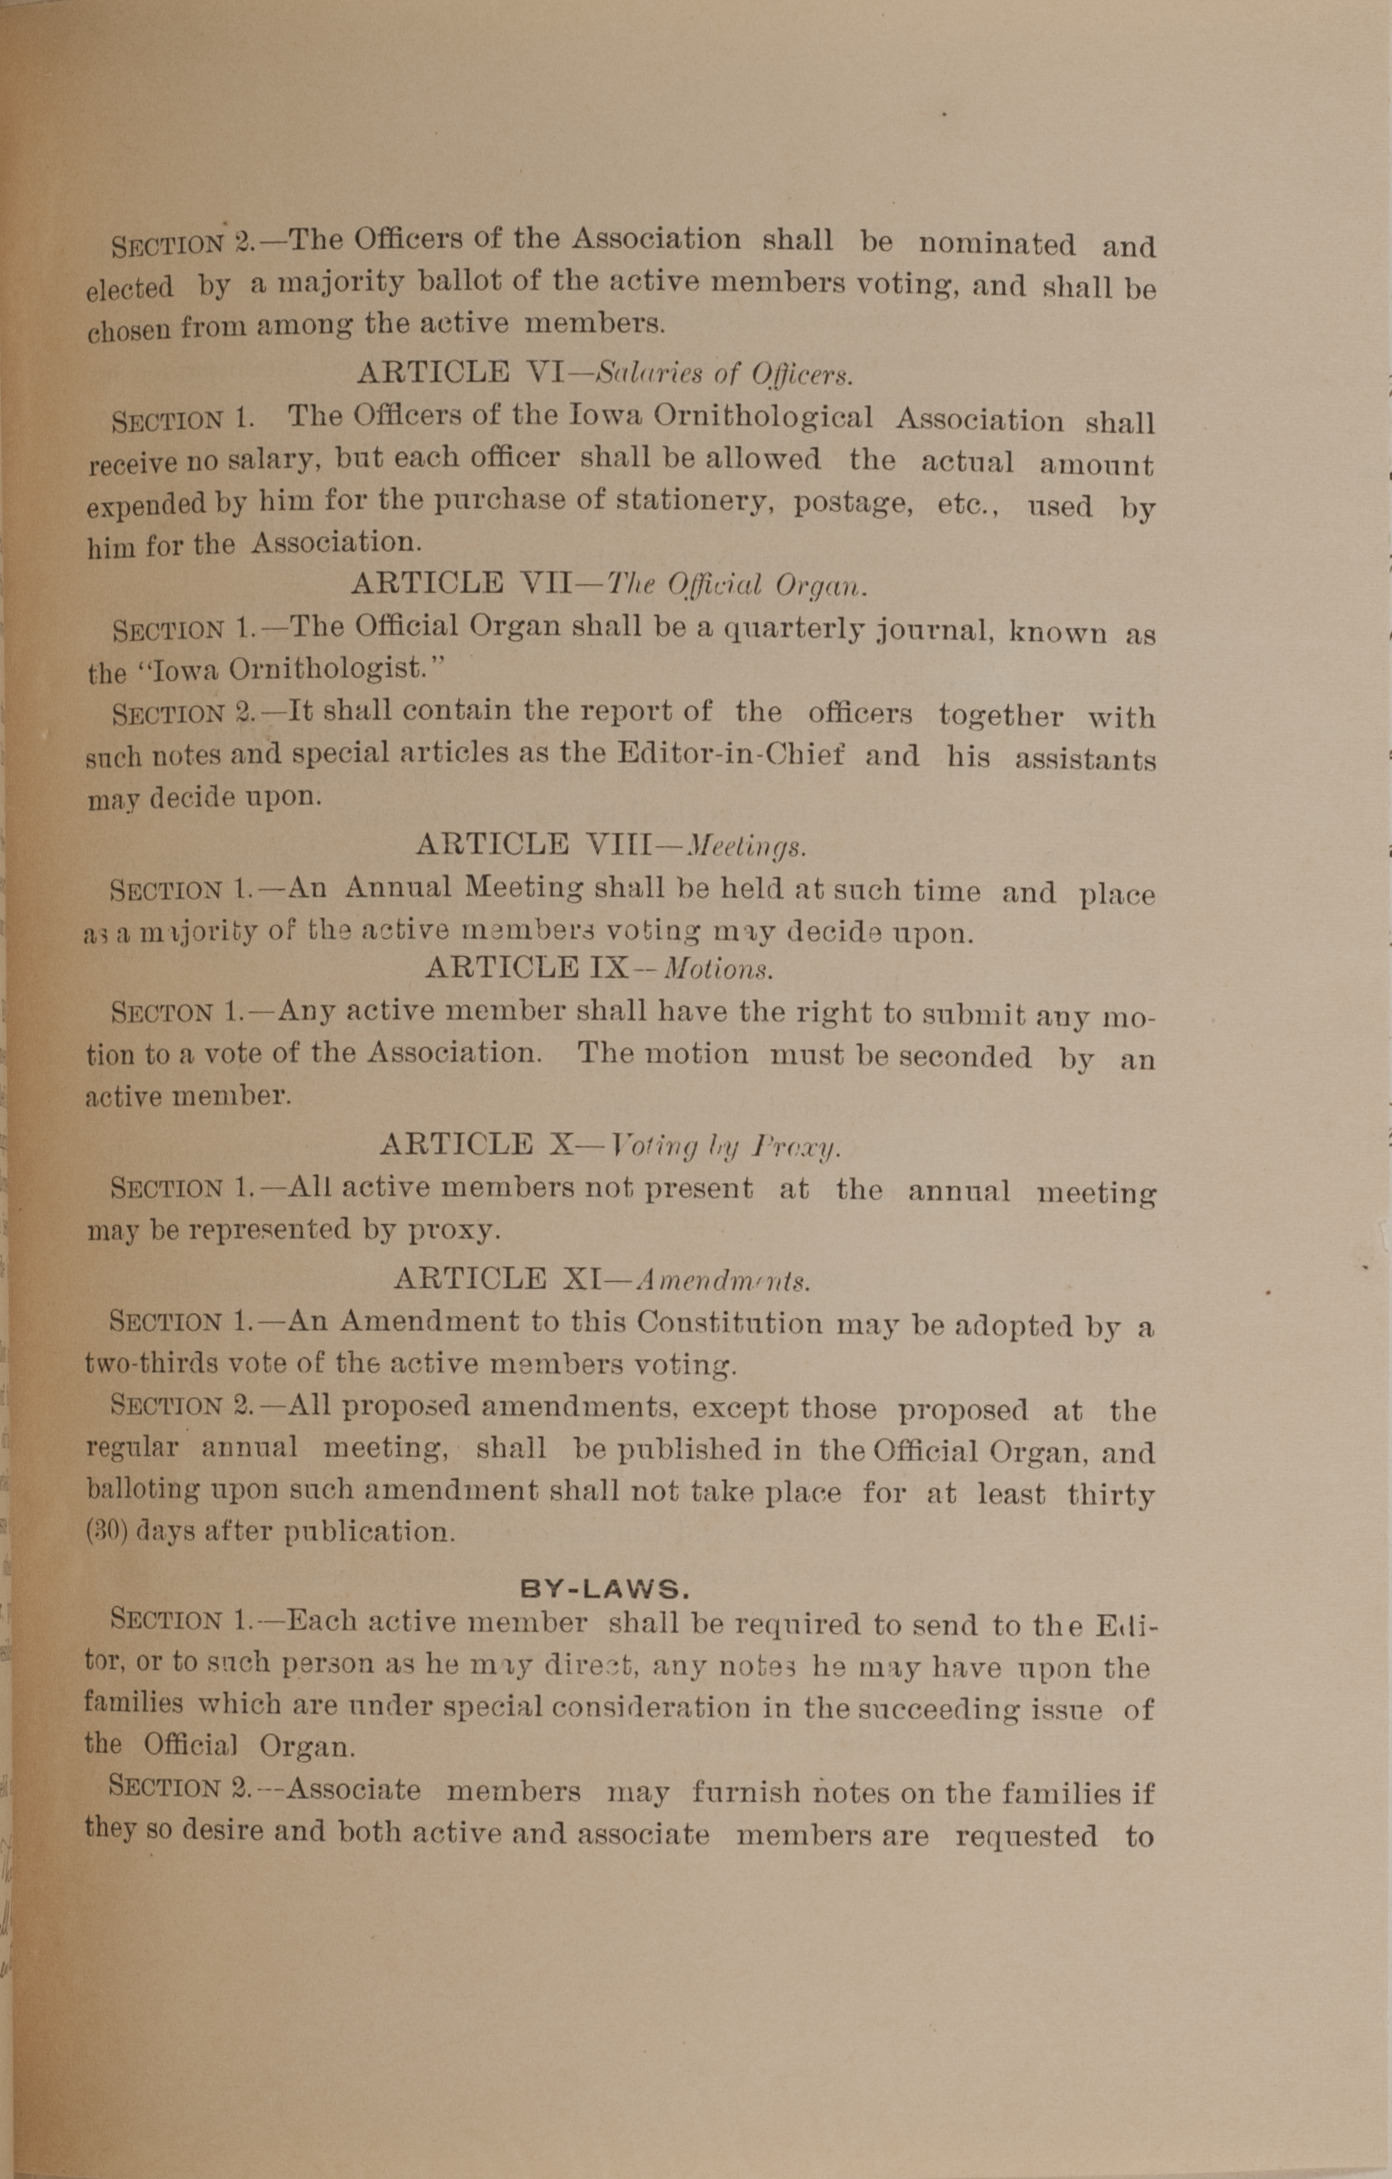 SECTION 2.—The Officers of the Association shall be nominated and
elected by a majority ballot of the active members voting, and shall be
chosen from among the active members.
ARTICLE VI—Salaries of Officers.
SECTION 1. The Officers of the Iowa Ornithological Association shall
receive no salary, but each officer shall be allowed the actual amount
expended by him for the purchase of stationery, postage, etc., used by
him for the Association.
ARTICLE VII—The Official Organ.
SECTION 1.—The Official Organ shall be a quarterly journal, known as
the "Iowa Ornithologist."
SECTION 2.—It shall contain the report of the officers together with
such notes and special articles as the Editor-in-Chief and his assistants
may decide upon.
ARTICLE VIII—Meetings.
SECTION 1.—An Annual Meeting shall be held at such time and place
as a majority of the active members voting may decide upon.
ARTICLE IX—Motions.
SECTON 1.—Any active member shall have the right to submit any mo-
tion to a vote of the Association. The motion must be seconded by an
active member.
ARTICLE X—Voting by Proxy.
SECTION 1.—All active members not present at the annual meeting
may be represented by proxy.
ARTICLE XI—Amendments.
SECTION 1.—An Amendment to this Constitution may be adopted by a
two-thirds vote of the active members voting.
SECTION 2.—All proposed amendments, except those proposed at the
regular annual meeting, shall be published in the Official Organ, and
balloting upon such amendment shall not take place for at least thirty
(30) days after publication.
BY-LAWS.
SECTION 1.—Each active member shall be required to send to the Edi-
tor, or to such person as he may direct, any notes he may have upon the
families which are under special consideration in the succeeding issue of
the Official Organ.
SECTION 2.—Associate members may furnish notes on the families if
they so desire and both active and associate members are requested to